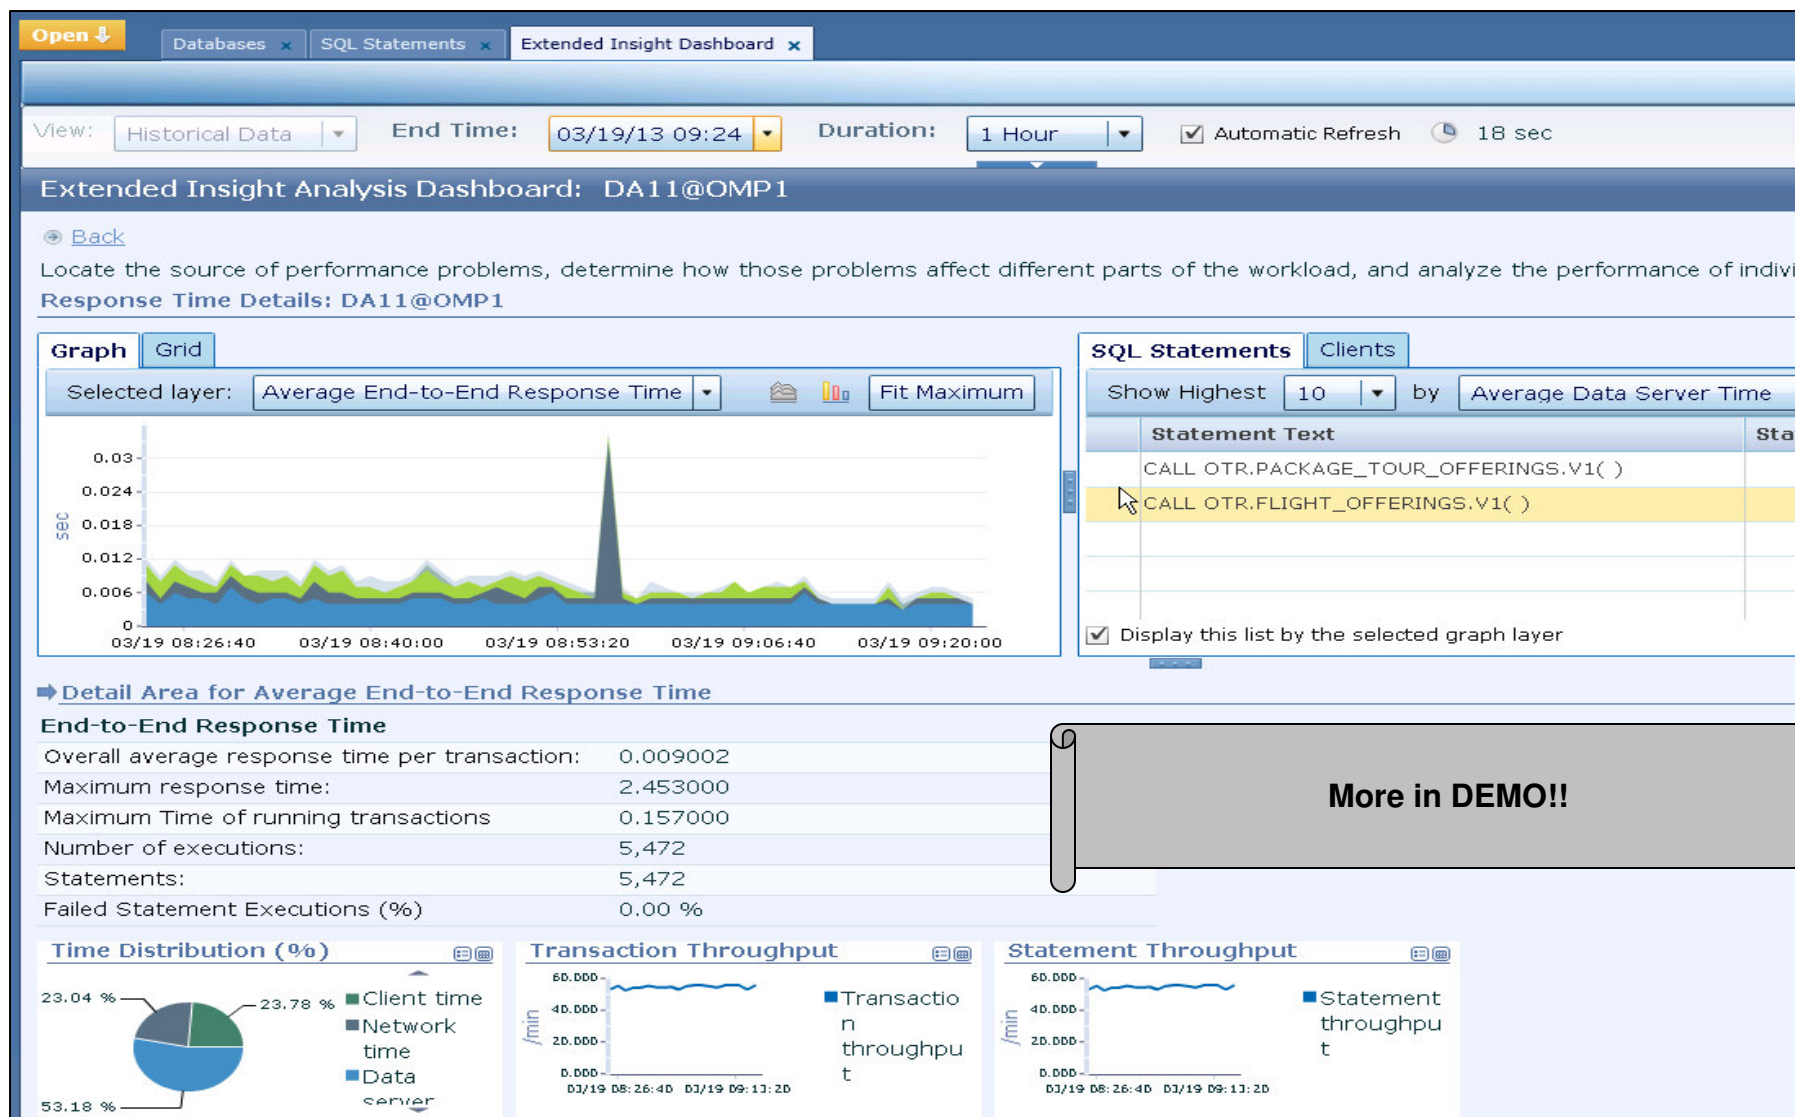 Open
Databases x SQL Statements x Extended Insight Dashboard x
View: Historical Data End Time: 03/19/13 09:24 Duration: 1 Hour Automatic Refresh 18 sec
Extended Insight Analysis Dashboard: DA11@OMP1
Back
Locate the source of performance problems, determine how those problems affect different parts of the workload, and analyze the performance of indivi
Response Time Details: DA11@OMP1
Graph Grid
Selected layer: Average End-to-End Response Time Fit Maximum
sec
0.03
0.024
0.018
0.012
0.006
0
03/19 08:26:40 03/19 08:40:00 03/19 08:53:20 03/19 09:06:40 03/19 09:20:00
SQL Statements Clients
Show Highest 10 by Average Data Server Time
Statement Text Sta
CALL OTR.PACKAGE_TOUR_OFFERINGS.V1( )
CALL OTR.FLIGHT_OFFERINGS.V1( )
Display this list by the selected graph layer
Detail Area for Average End-to-End Response Time
End-to-End Response Time
Overall average response time per transaction: 0.009002
Maximum response time: 2.453000
Maximum Time of running transactions 0.157000
Number of executions: 5,472
Statements: 5,472
Failed Statement Executions (%) 0.00 %
More in DEMO!!
Time Distribution (%)
23.04 %
23.78 %
53.18 %
Client time
Network
time
Data
server
Transaction Throughput
/min
60.000
40.000
20.000
0.000
03/19 08:26:40 03/19 09:13:20
Transactio
n
throughpu
t
Statement Throughput
/min
60.000
40.000
20.000
0.000
03/19 08:26:40 03/19 09:13:20
Statement
throughpu
t